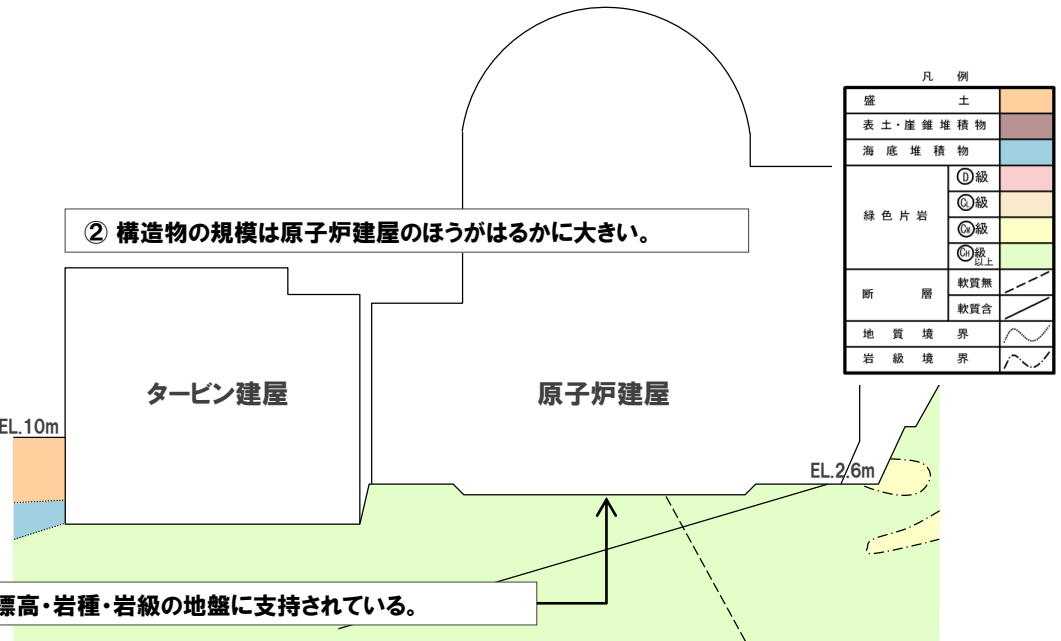 凡例
盛土
表土・崖錐堆積物
海底堆積物
緑色片岩
Ⓓ級
CL級
CM級
CH級以上
断層
軟質無
軟質含
地質境界
岩級境界
② 構造物の規模は原子炉建屋のほうがはるかに大きい。
タービン建屋
原子炉建屋
EL.10m
EL.2.6m
標高・岩種・岩級の地盤に支持されている。